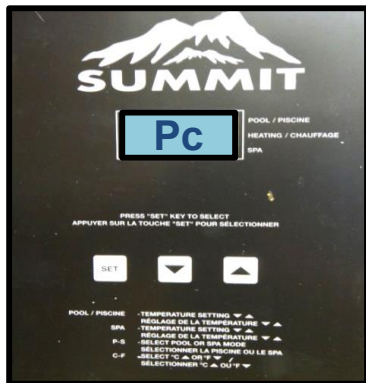 SUMMIT
Pc
POOL / PISCINE
HEATING / CHAUFFAGE
SPA
PRESS "SET" KEY TO SELECT
APPUYER SUR LA TOUCHE "SET" POUR SÉLECTIONNER
SET
POOL / PISCINE - TEMPERATURE SETTING ▼ ▲
RÉGLAGE DE LA TEMPÉRATURE ▼ ▲
SPA - TEMPERATURE SETTING ▼ ▲
RÉGLAGE DE LA TEMPÉRATURE ▼ ▲
P-S - SELECT POOL OR SPA MODE
SÉLECTIONNER LA PISCINE OU LE SPA
C-F - SELECT °C ▲ OR °F ▼
SÉLECTIONNER °C ▲ OU °F ▼